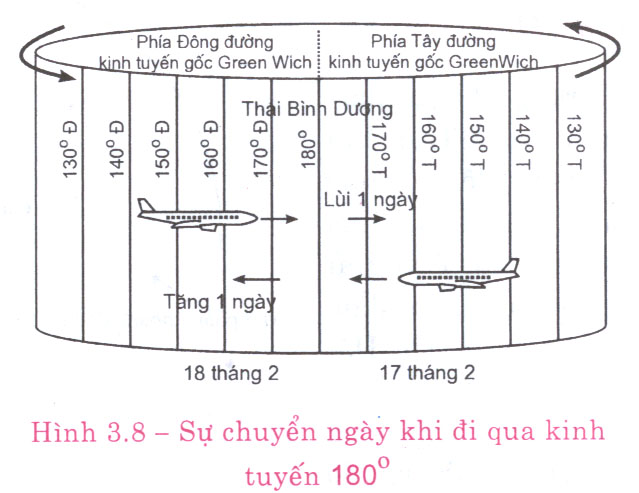 Phía Đông đường
kinh tuyến gốc Green Wich
Phía Tây đường
kinh tuyến gốc GreenWich
Thái Bình Dương
130° Đ
140° Đ
150° Đ
160° Đ
170° Đ
180°
170° T
160° T
150° T
140° T
130° T
Lùi 1 ngày
Tăng 1 ngày
18 tháng 2
17 tháng 2
Hình 3.8 – Sự chuyển ngày khi đi qua kinh
tuyến 180°